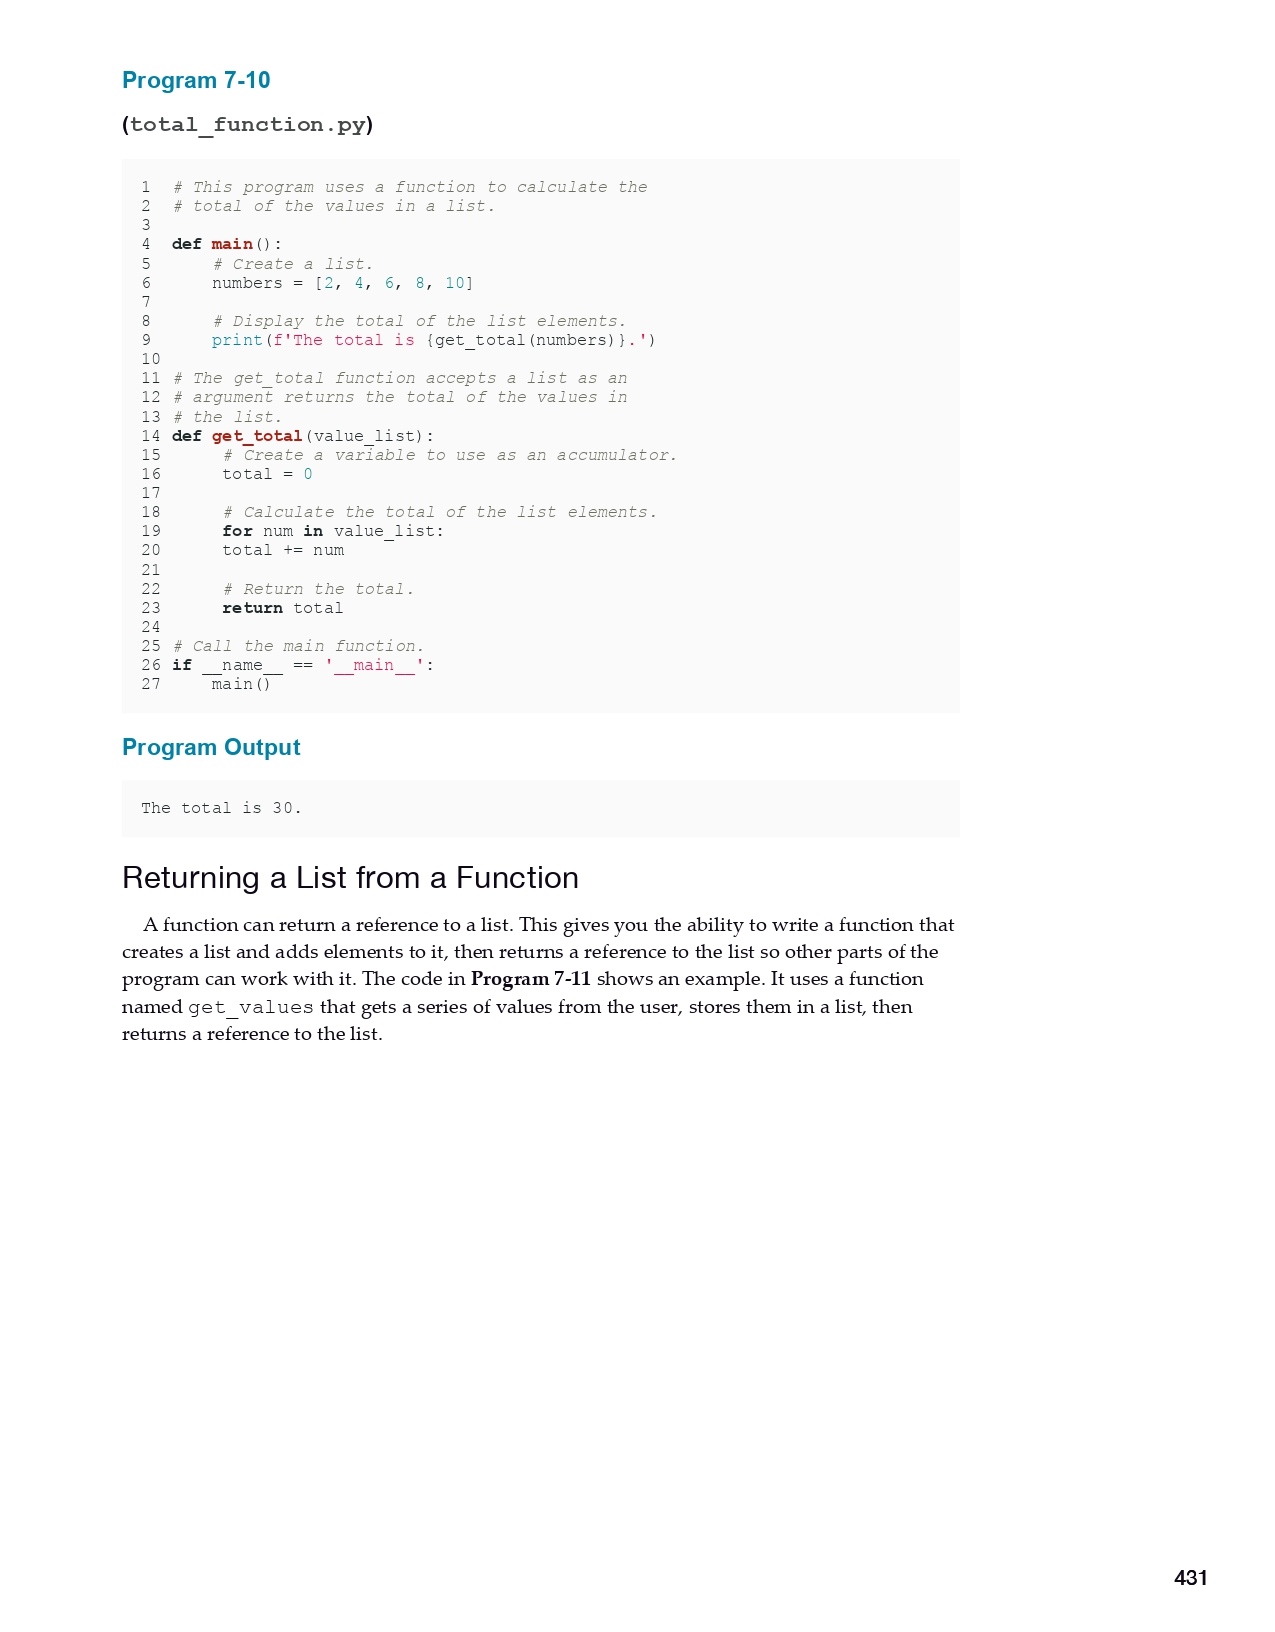 Program 7-10
(total_function.py)
1 # This program uses a function to calculate the
2 # total of the values in a list.
3
4 def main():
5     # Create a list.
6     numbers = [2, 4, 6, 8, 10]
7
8     # Display the total of the list elements.
9     print(f'The total is {get_total(numbers)}.')
10
11 # The get_total function accepts a list as an
12 # argument returns the total of the values in
13 # the list.
14 def get_total(value_list):
15     # Create a variable to use as an accumulator.
16     total = 0
17
18     # Calculate the total of the list elements.
19     for num in value_list:
20     total += num
21
22     # Return the total.
23     return total
24
25 # Call the main function.
26 if __name__ == '__main__':
27     main()
Program Output
The total is 30.
Returning a List from a Function
A function can return a reference to a list. This gives you the ability to write a function that
creates a list and adds elements to it, then returns a reference to the list so other parts of the
program can work with it. The code in Program 7-11 shows an example. It uses a function
named get_values that gets a series of values from the user, stores them in a list, then
returns a reference to the list.
431